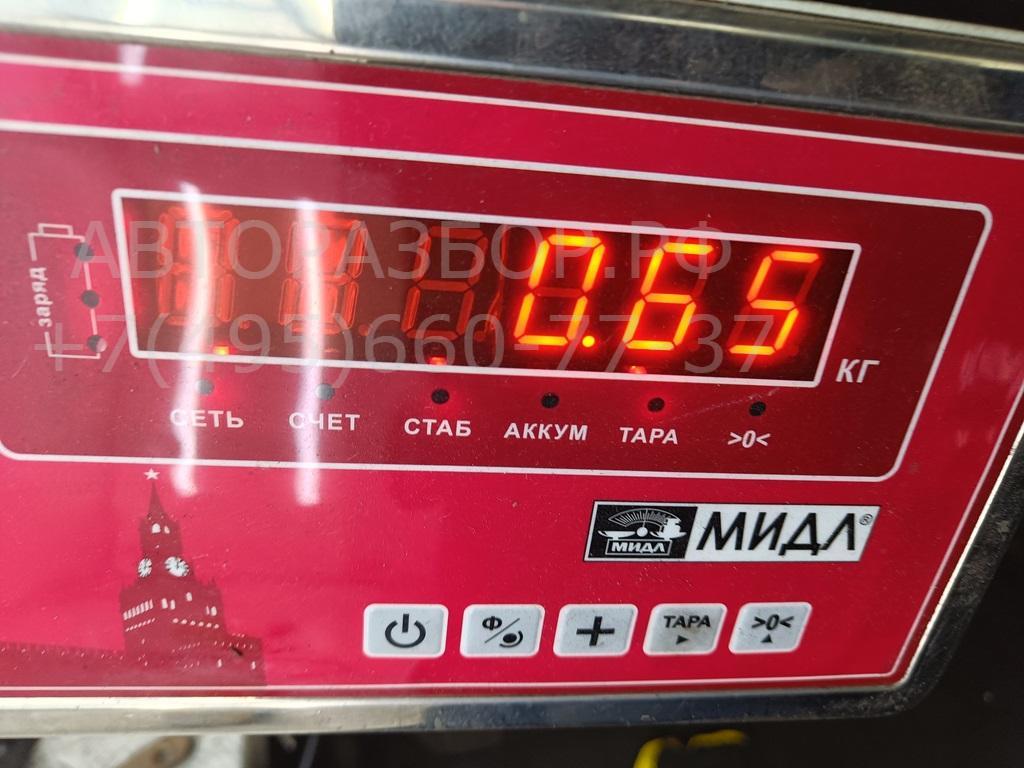 АВТОРАЗБОР.РФ
+7(495)660-77-37
0.65
заряд
КГ
СЕТЬ СЧЕТ СТАБ АККУМ ТАРА >0<
МИДЛ МИДЛ®
Ф/ + ТАРА >0<